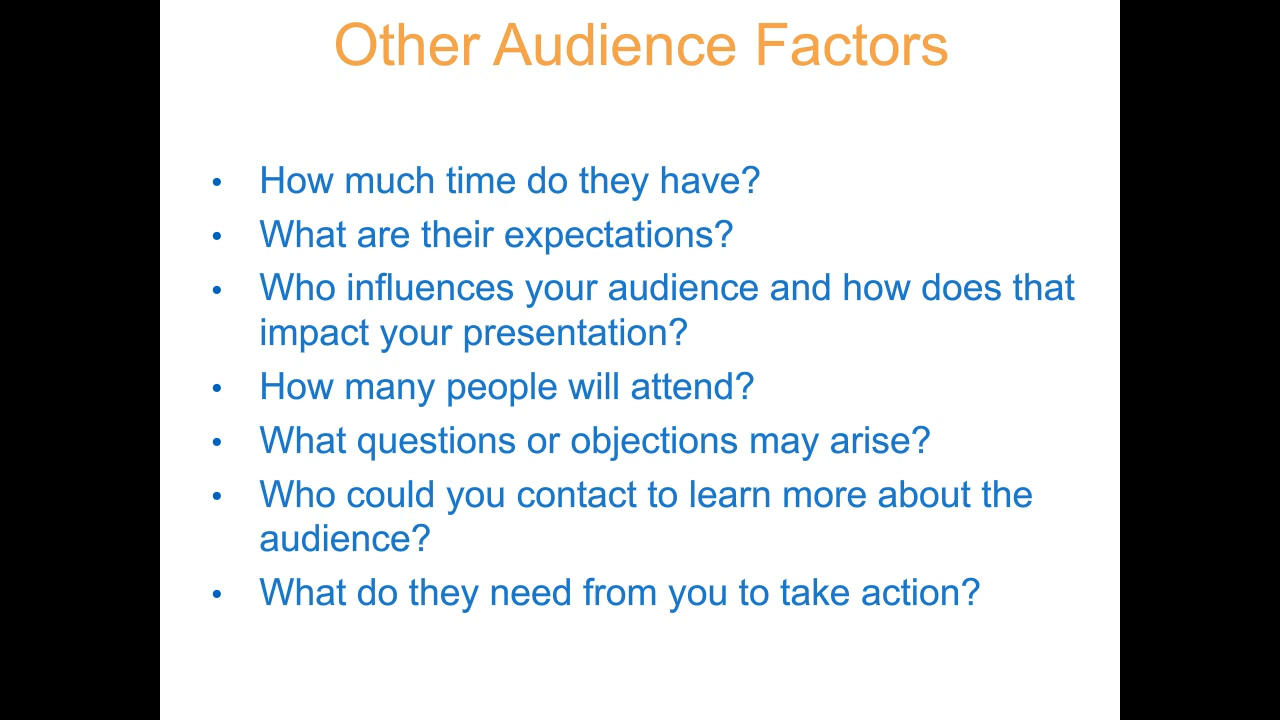 Other Audience Factors
• How much time do they have?
• What are their expectations?
• Who influences your audience and how does that
impact your presentation?
• How many people will attend?
• What questions or objections may arise?
• Who could you contact to learn more about the
audience?
• What do they need from you to take action?